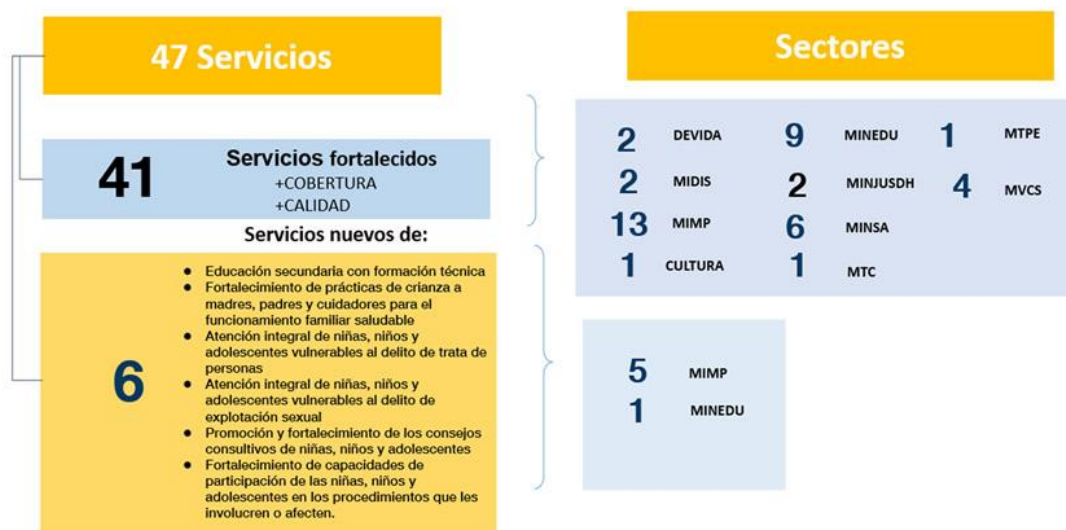 47 Servicios
41
Servicios fortalecidos
+COBERTURA
+CALIDAD
Servicios nuevos de:
6
● Educación secundaria con formación técnica
● Fortalecimiento de prácticas de crianza a
madres, padres y cuidadores para el
funcionamiento familiar saludable
● Atención integral de niñas, niños y
adolescentes vulnerables al delito de trata de
personas
● Atención integral de niñas, niños y
adolescentes vulnerables al delito de
explotación sexual
● Promoción y fortalecimiento de los consejos
consultivos de niñas, niños y adolescentes
● Fortalecimiento de capacidades de
participación de las niñas, niños y
adolescentes en los procedimientos que les
involucren o afecten.
Sectores
2 DEVIDA 9 MINEDU 1 MTPE
2 MIDIS 2 MINJUSDH 4 MVCS
13 MIMP 6 MINSA
1 CULTURA 1 MTC
5 MIMP
1 MINEDU